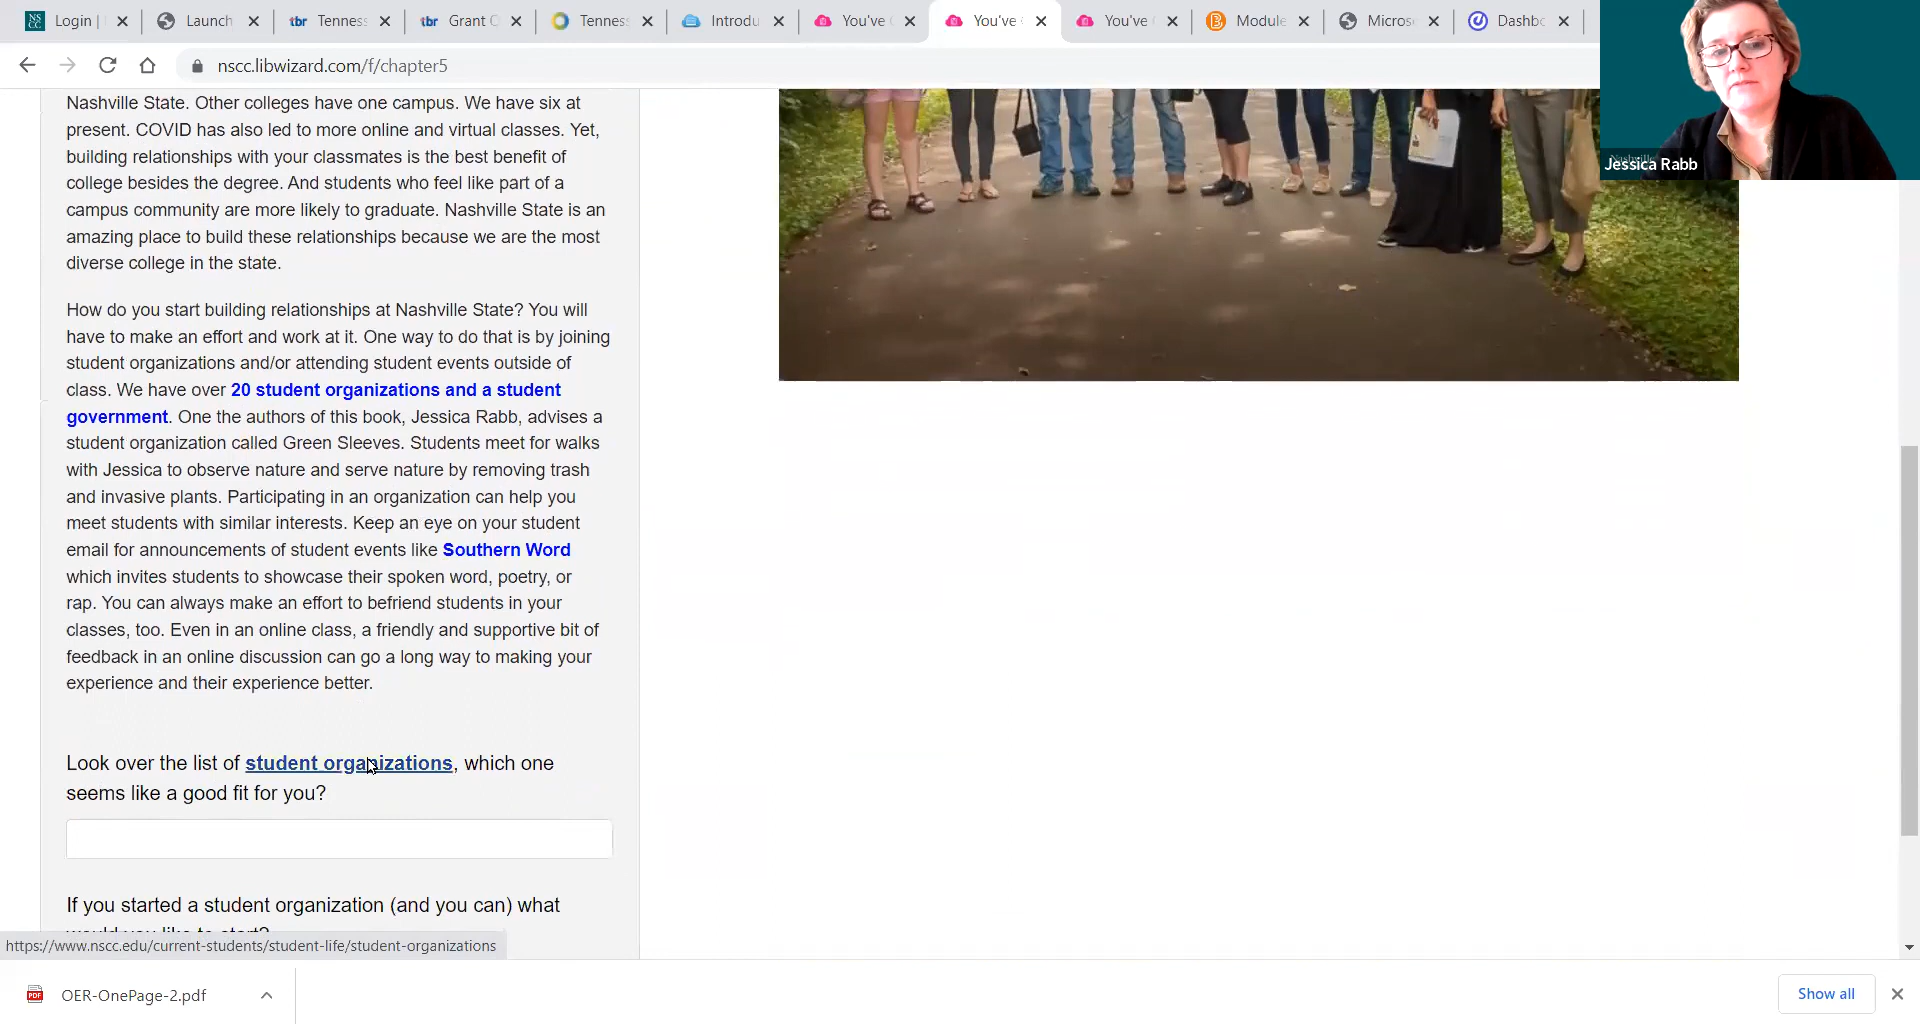 NS CC Login |
Launch
tbr Tennes
tbr Grant C
Tennes
Introdu
You've
You've
You've
Module
Micros
Dashbo
nscc.libwizard.com/f/chapter5
Nashville State. Other colleges have one campus. We have six at
present. COVID has also led to more online and virtual classes. Yet,
building relationships with your classmates is the best benefit of
college besides the degree. And students who feel like part of a
campus community are more likely to graduate. Nashville State is an
amazing place to build these relationships because we are the most
diverse college in the state.
How do you start building relationships at Nashville State? You will
have to make an effort and work at it. One way to do that is by joining
student organizations and/or attending student events outside of
class. We have over 20 student organizations and a student
government. One the authors of this book, Jessica Rabb, advises a
student organization called Green Sleeves. Students meet for walks
with Jessica to observe nature and serve nature by removing trash
and invasive plants. Participating in an organization can help you
meet students with similar interests. Keep an eye on your student
email for announcements of student events like Southern Word
which invites students to showcase their spoken word, poetry, or
rap. You can always make an effort to befriend students in your
classes, too. Even in an online class, a friendly and supportive bit of
feedback in an online discussion can go a long way to making your
experience and their experience better.
Look over the list of student organizations, which one
seems like a good fit for you?
If you started a student organization (and you can) what
would you like to start?
https://www.nscc.edu/current-students/student-life/student-organizations
PDF OER-OnePage-2.pdf
Show all
Jessica Rabb